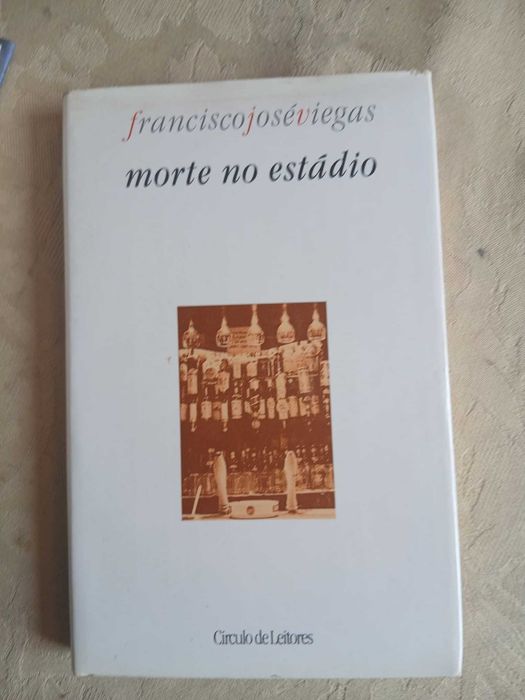 franciscojoséviegas
morte no estádio
Círculo de Leitores